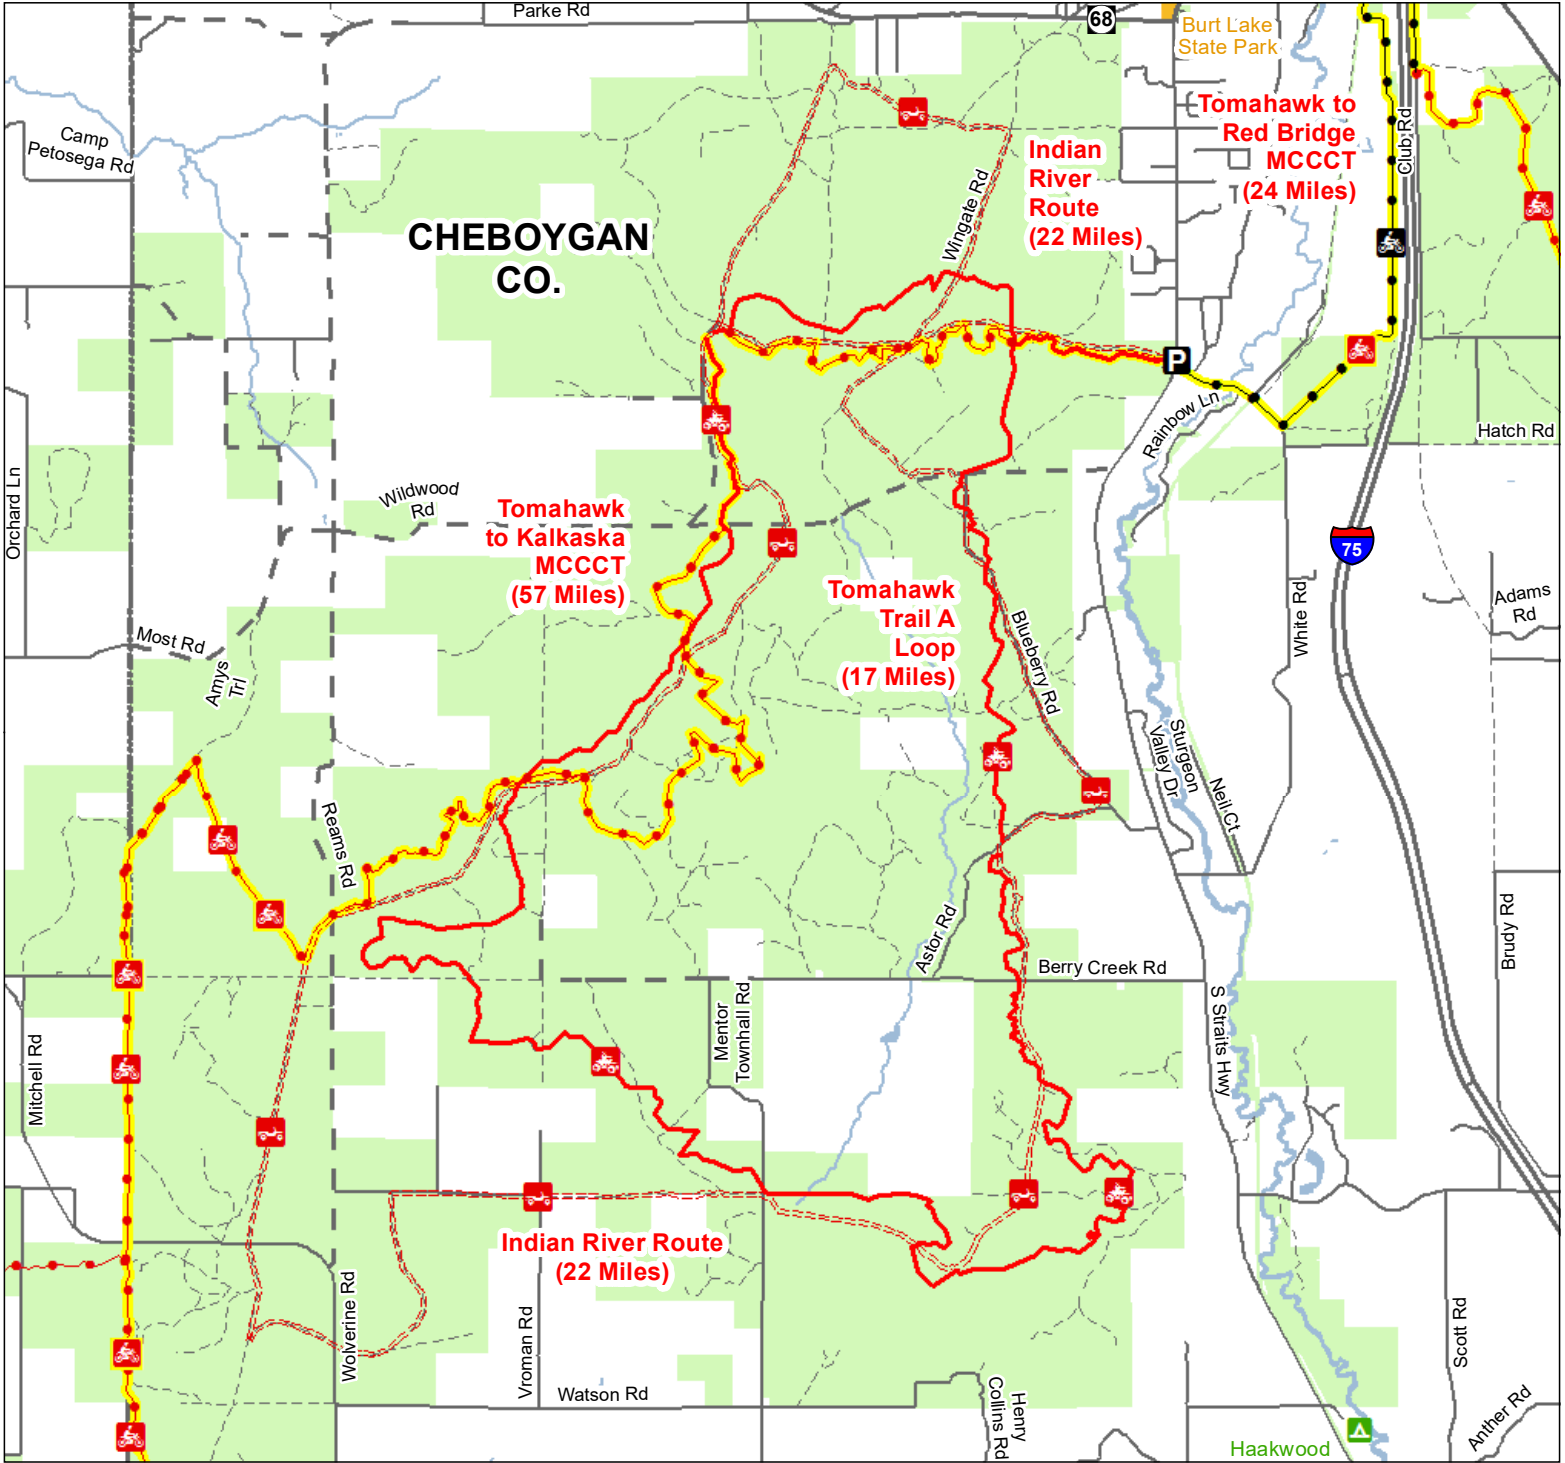 Parke Rd
68
Burt Lake
State Park
Camp
Petosega Rd
Tomahawk to
Red Bridge
MCCCT
(24 Miles)
Club Rd
Indian
River
Route
(22 Miles)
Wingate Rd
CHEBOYGAN
CO.
P
Rainbow Ln
Hatch Rd
Orchard Ln
Wildwood
Rd
Tomahawk
to Kalkaska
MCCCT
(57 Miles)
75
Tomahawk
Trail A
Loop
(17 Miles)
Blueberry Rd
White Rd
Adams
Rd
Most Rd
Amys
Trl
Sturgeon
Valley Dr
Neil Ct
Reams Rd
Astor Rd
Brudy Rd
Berry Creek Rd
Mentor
Townhall Rd
S Straits Hwy
Mitchell Rd
Indian River Route
(22 Miles)
Wolverine Rd
Vroman Rd
Watson Rd
Henry
Collins Rd
Scott Rd
Anther Rd
Haakwood